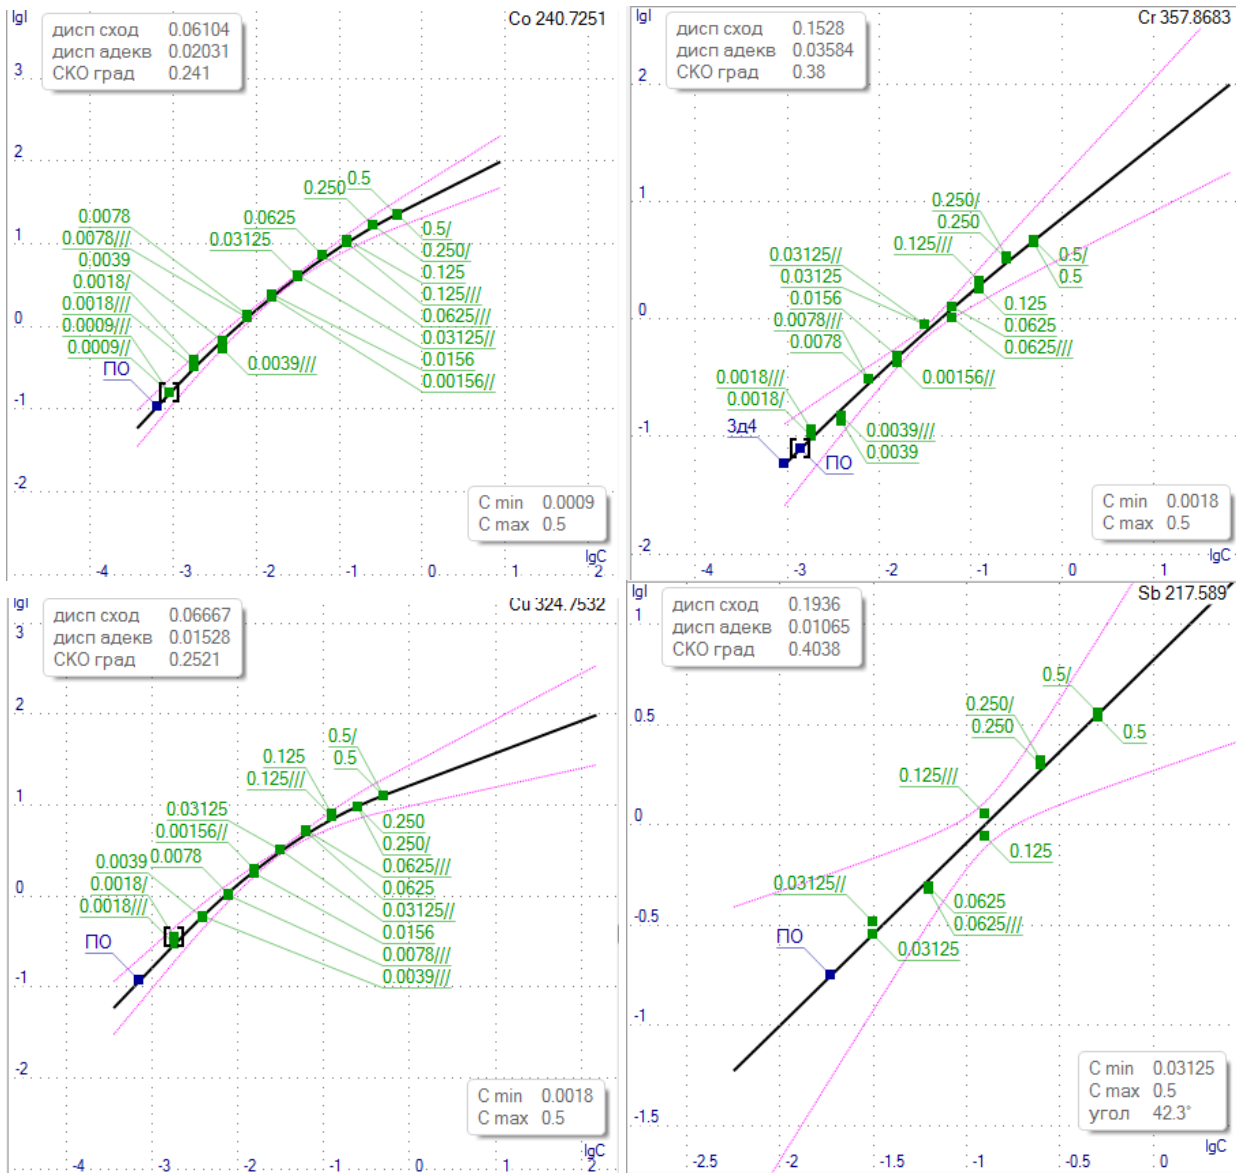 lgI
Co 240.7251
дисп сход 0.06104
дисп адекв 0.02031
СКО град 0.241
3
2
1
0
-1
-2
0.5
0.250
0.0625
0.03125
0.0078
0.0078///
0.0039
0.0018/
0.0018///
0.0009///
0.0009//
ПО
0.5/
0.250/
0.125
0.125///
0.0625///
0.03125//
0.0156
0.00156//
0.0039///
C min 0.0009
C max 0.5
lgC
-4 -3 -2 -1 0 1 2
lgI
Cr 357.8683
дисп сход 0.1528
дисп адекв 0.03584
СКО град 0.38
2
1
0
-1
-2
0.250/
0.250
0.125///
0.03125//
0.03125
0.0156
0.0078///
0.0078
0.0018///
0.0018/
3д4
ПО
0.5/
0.5
0.125
0.0625
0.0625///
0.00156//
0.0039///
0.0039
C min 0.0018
C max 0.5
lgC
-3 -2 -1 0 1
lgI
Cu 324.7532
дисп сход 0.06667
дисп адекв 0.01528
СКО град 0.2521
3
2
1
0
-1
-2
0.5/
0.5
0.125
0.125///
0.03125
0.00156//
0.0078
0.0039
0.0018/
0.0018///
ПО
0.250
0.250/
0.0625///
0.0625
0.03125//
0.0156
0.0078///
0.0039///
C min 0.0018
C max 0.5
lgC
-4 -3 -2 -1 0 1 2
lgI
Sb 217.589
дисп сход 0.1936
дисп адекв 0.01065
СКО град 0.4038
1
0.5
0
-0.5
-1
-1.5
0.5/
0.250/
0.250
0.5
0.125///
0.125
0.03125//
0.0625
0.0625///
0.03125
ПО
C min 0.03125
C max 0.5
угол 42.3°
lgC
-2.5 -2 -1.5 -1 -0.5 0